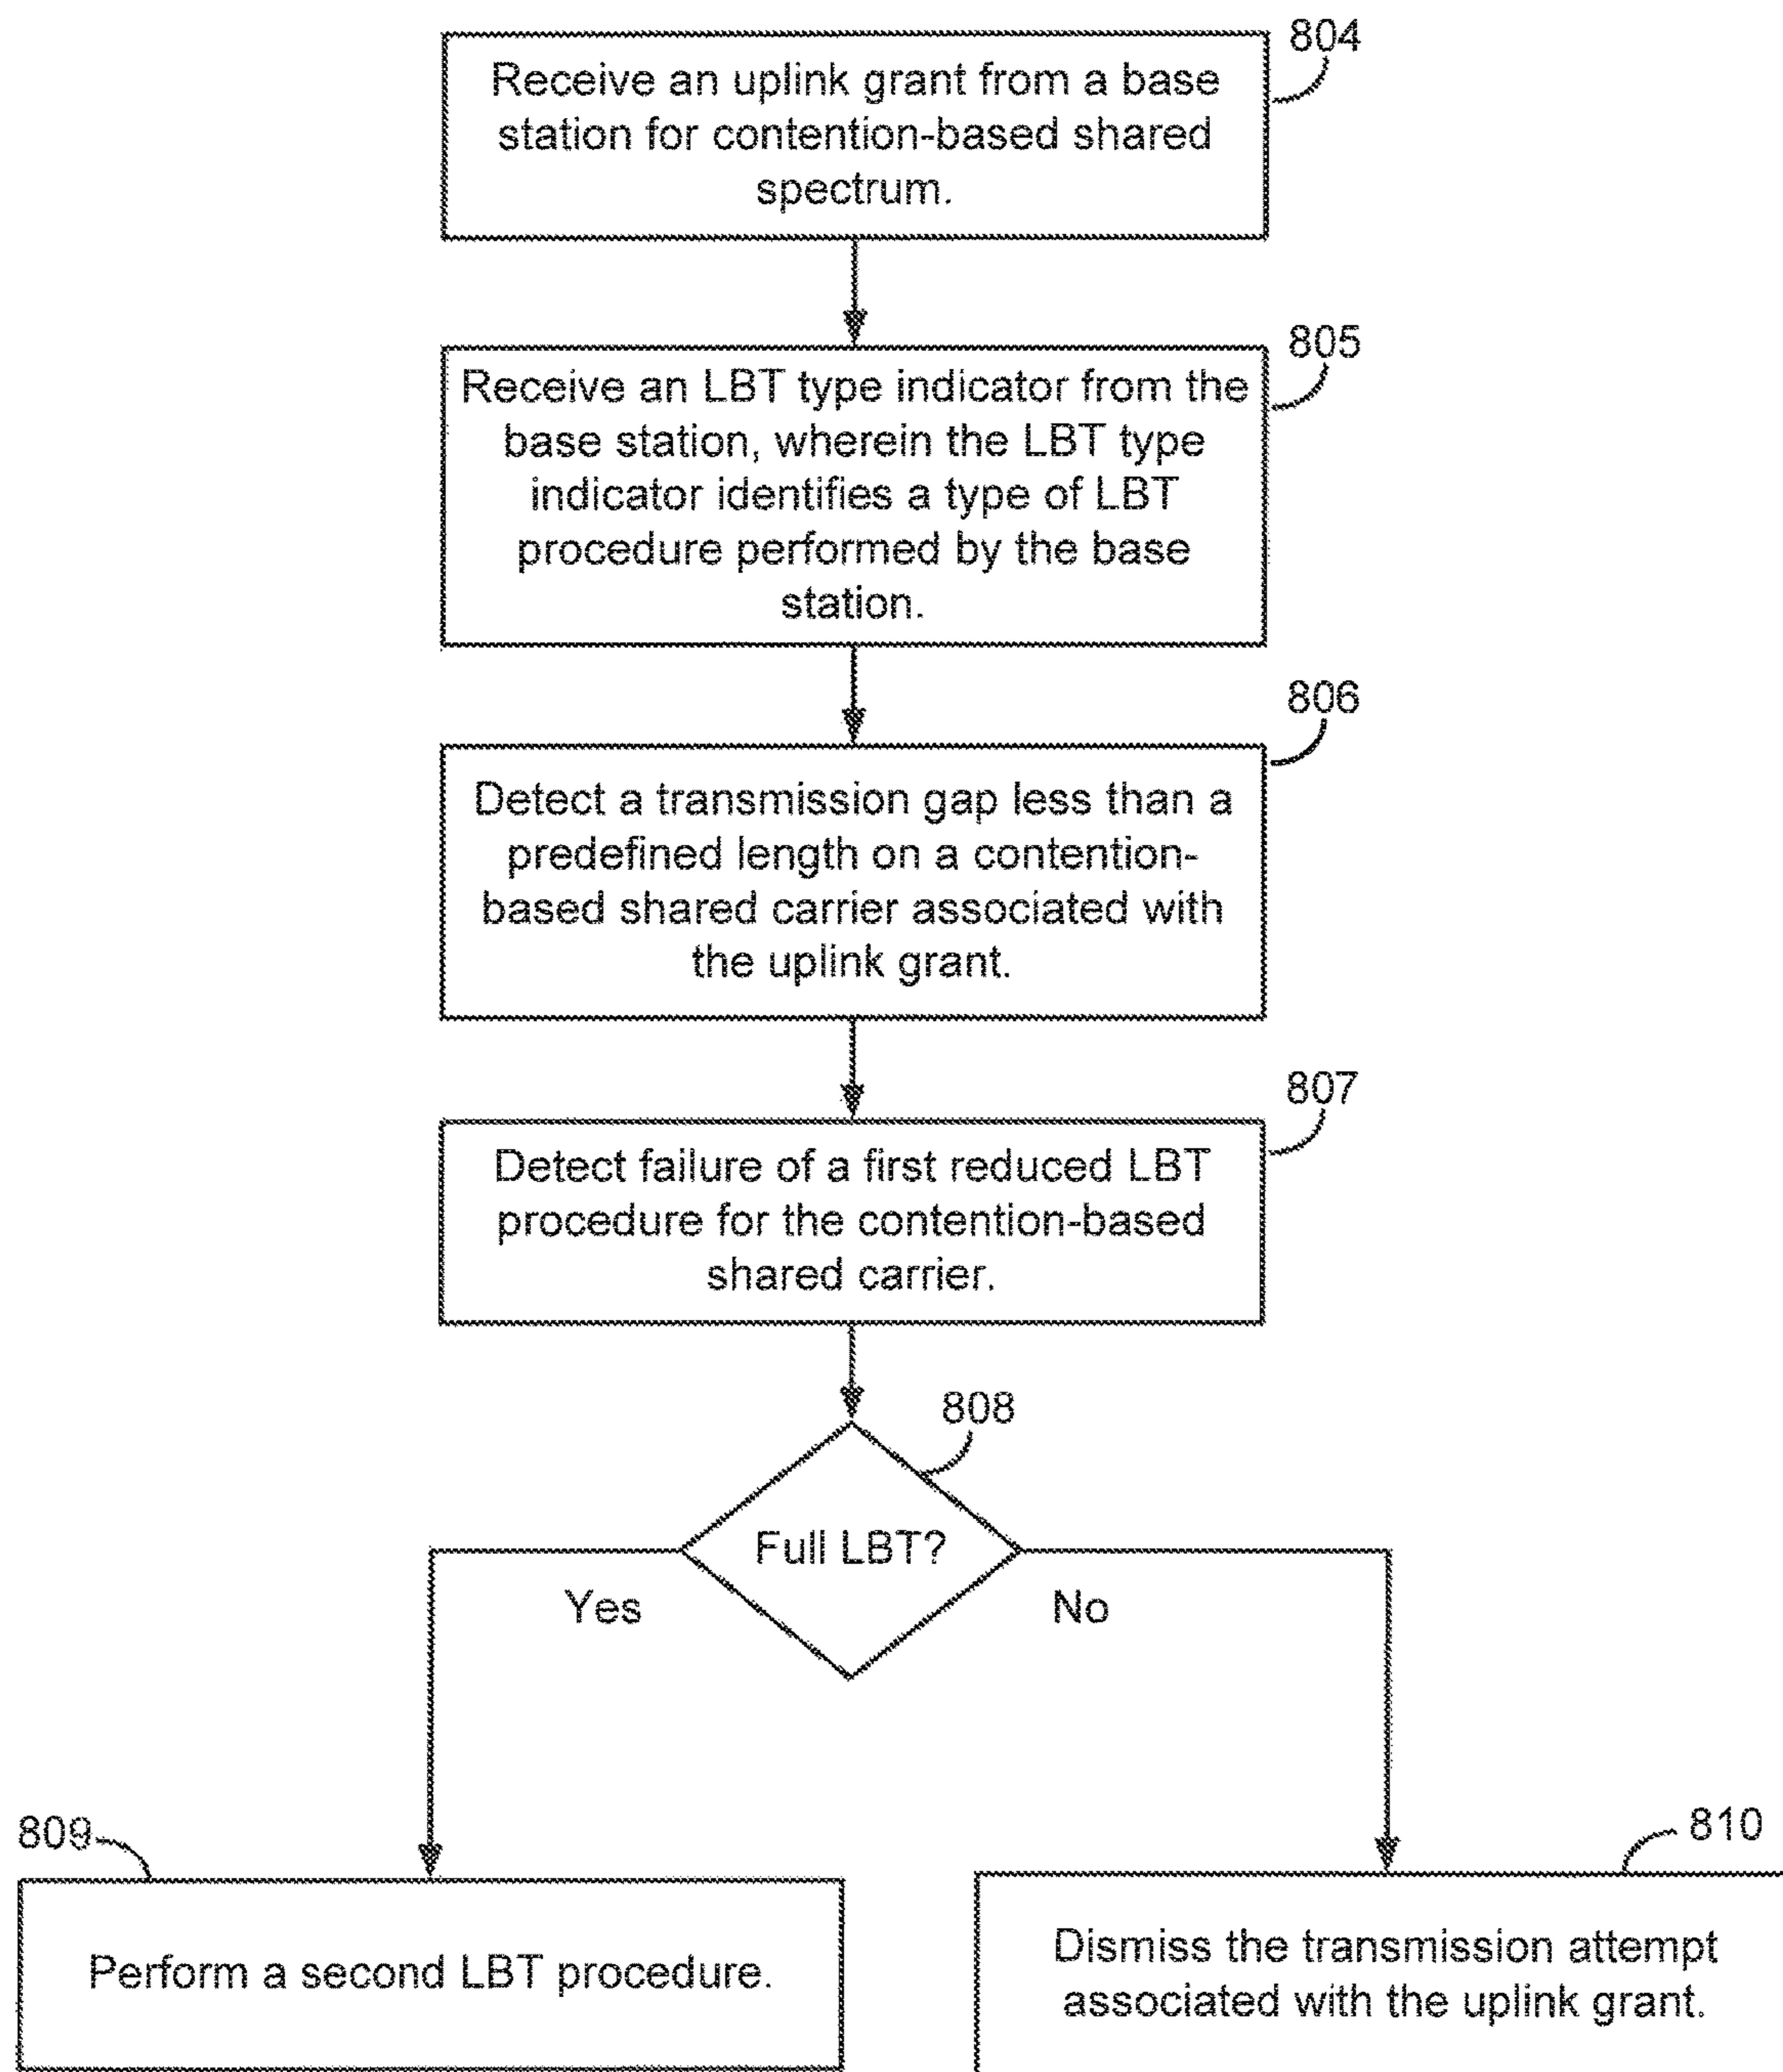 804
Receive an uplink grant from a base
station for contention-based shared
spectrum.
805
Receive an LBT type indicator from the
base station, wherein the LBT type
indicator identifies a type of LBT
procedure performed by the base
station.
806
Detect a transmission gap less than a
predefined length on a contention-
based shared carrier associated with
the uplink grant.
807
Detect failure of a first reduced LBT
procedure for the contention-based
shared carrier.
808
Full LBT?
Yes
No
809
Perform a second LBT procedure.
810
Dismiss the transmission attempt
associated with the uplink grant.